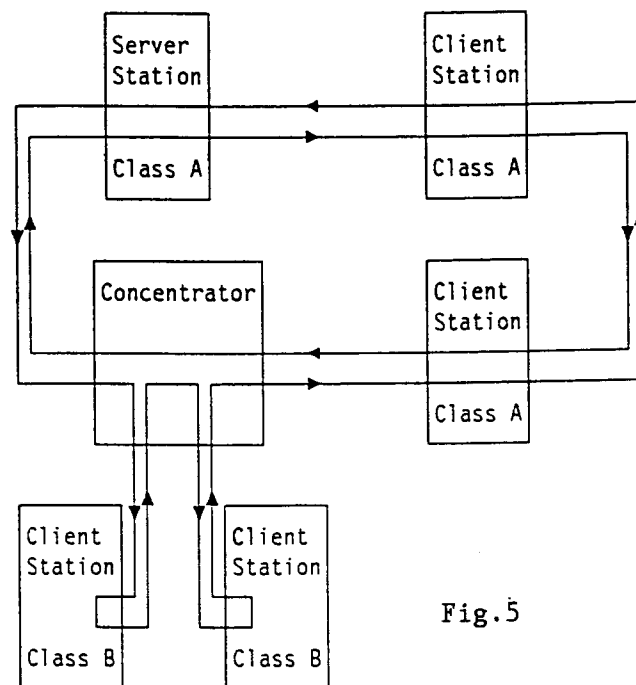 Server
Station
Class A
Client
Station
Class A
Concentrator
Client
Station
Class A
Client
Station
Class B
Client
Station
Class B
Fig.5